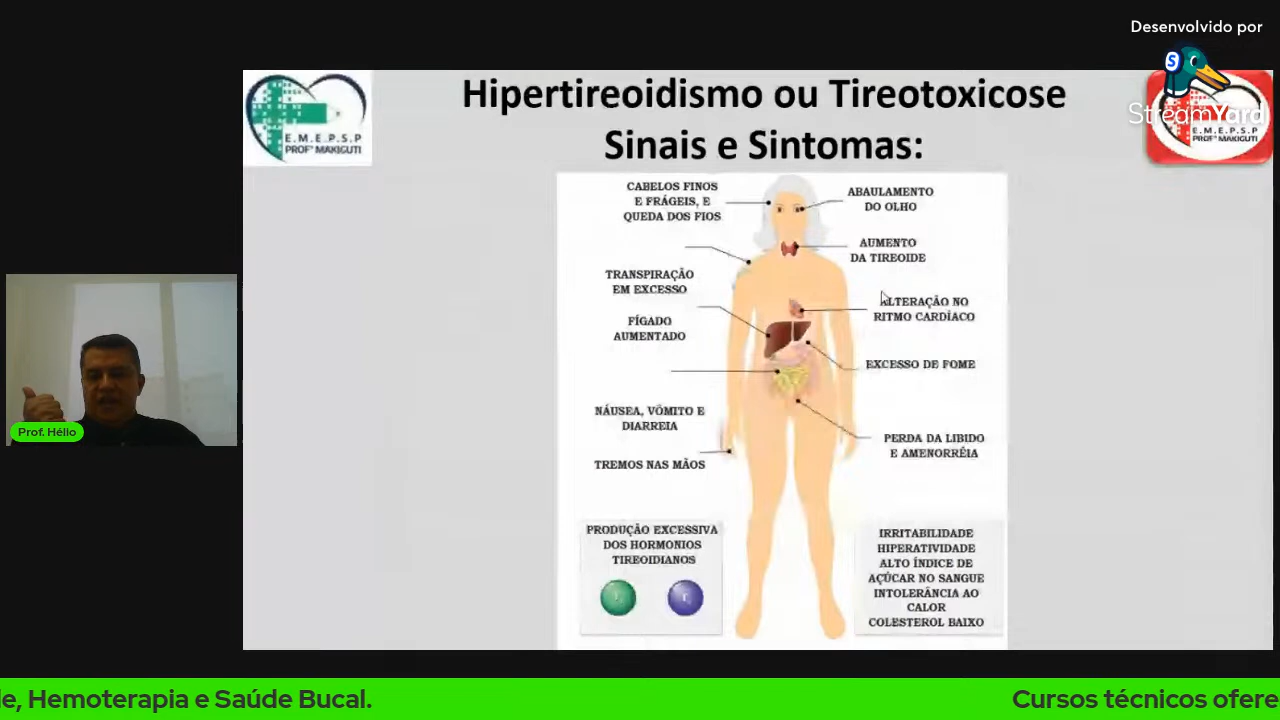 Desenvolvido por
StreamYard
E.M.E.P.S.P
PROFº MAKIGUTI
E.M.E.P.S.P
PROFº MAKIGUTI
Hipertireoidismo ou Tireotoxicose
Sinais e Sintomas:
CABELOS FINOS
E FRÁGEIS, E
QUEDA DOS FIOS
ABAULAMENTO
DO OLHO
AUMENTO
DA TIREOIDE
TRANSPIRAÇÃO
EM EXCESSO
ALTERAÇÃO NO
RITMO CARDÍACO
FÍGADO
AUMENTADO
EXCESSO DE FOME
NÁUSEA, VÔMITO E
DIARREIA
PERDA DA LIBIDO
E AMENORRÉIA
TREMOS NAS MÃOS
PRODUÇÃO EXCESSIVA
DOS HORMONIOS
TIREOIDIANOS
IRRITABILIDADE
HIPERATIVIDADE
ALTO ÍNDICE DE
AÇÚCAR NO SANGUE
INTOLERÂNCIA AO
CALOR
COLESTEROL BAIXO
Prof. Hélio
le, Hemoterapia e Saúde Bucal.
Cursos técnicos ofere